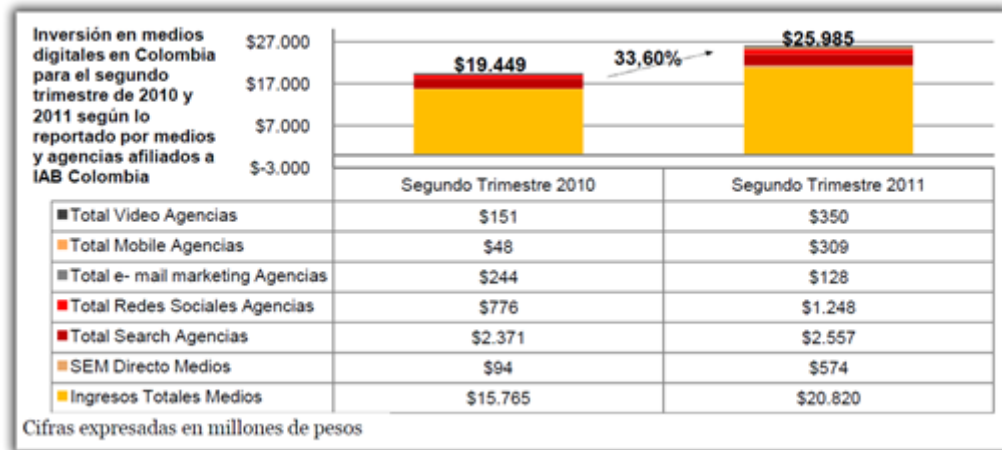 Inversión en medios
digitales en Colombia
para el segundo
trimestre de 2010 y
2011 según lo
reportado por medios
y agencias afiliados a
IAB Colombia
$27.000
$17.000
$7.000
$-3.000
$19.449
33,60%
$25.985
Segundo Trimestre 2010 Segundo Trimestre 2011
Total Video Agencias $151 $350
Total Mobile Agencias $48 $309
Total e- mail marketing Agencias $244 $128
Total Redes Sociales Agencias $776 $1.248
Total Search Agencias $2.371 $2.557
SEM Directo Medios $94 $574
Ingresos Totales Medios $15.765 $20.820
Cifras expresadas en millones de pesos